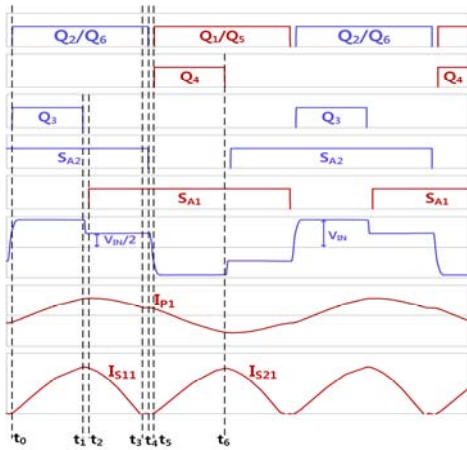 Q2/Q6 Q1/Q5 Q2/Q6
Q4 Q4
Q3 Q3
SA2 SA2
SA1 SA1
VIN/2 VIN
IP1
IS11 IS21
t0 t1 t2 t3 t4 t5 t6